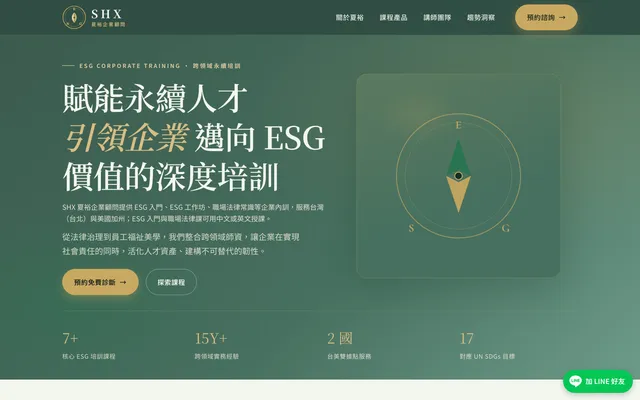 SHX
夏裕企業顧問
關於夏裕
課程產品
講師團隊
趨勢洞察
預約諮詢 →
ESG CORPORATE TRAINING · 跨領域永續培訓
賦能永續人才
引領企業 邁向 ESG
價值的深度培訓
SHX 夏裕企業顧問提供 ESG 入門、ESG 工作坊、職場法律常識等企業內訓，服務台灣
（台北）與美國加州；ESG 入門與職場法律課可用中文或英文授課。
從法律治理到員工福祉美學，我們整合跨領域師資，讓企業在實現
社會責任的同時，活化人才資產、建構不可替代的韌性。
預約免費診斷 →
探索課程
E
S
G
7+
核心 ESG 培訓課程
15Y+
跨領域實務經驗
2 國
台美雙據點服務
17
對應 UN SDGs 目標
加 LINE 好友